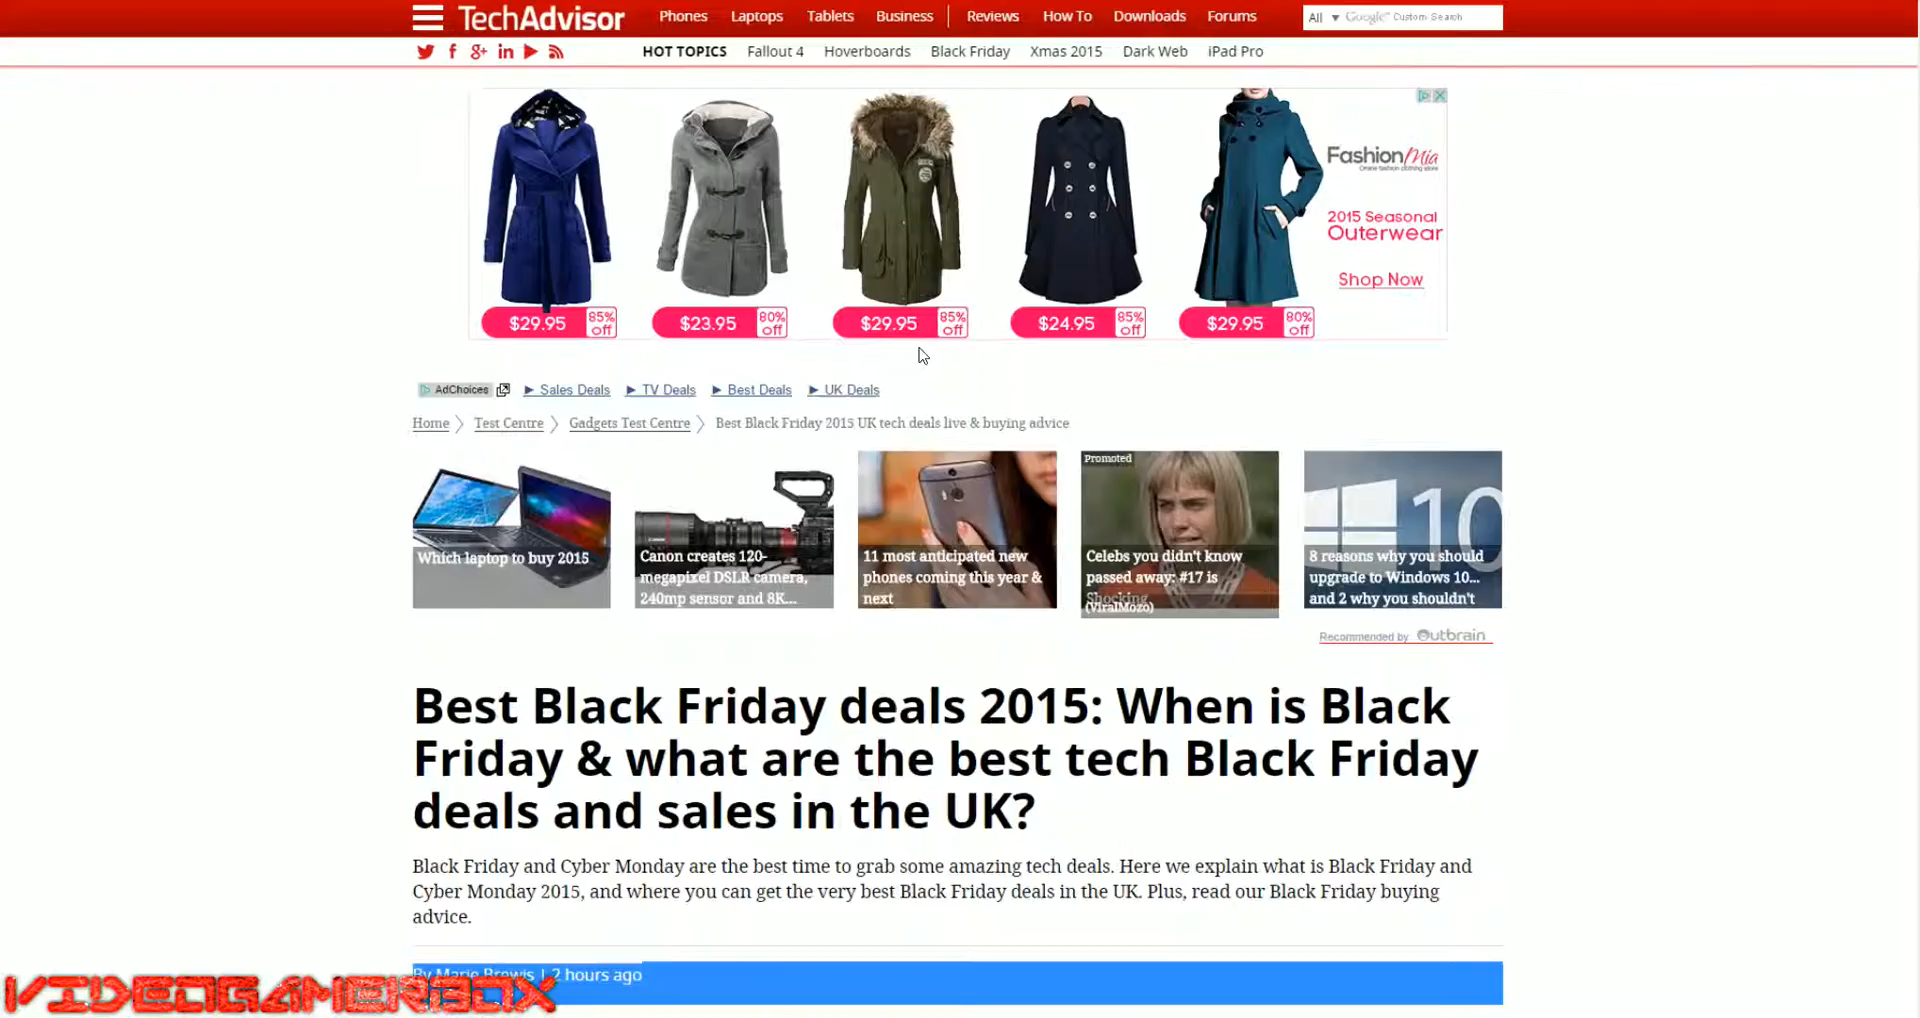 TechAdvisor
Phones Laptops Tablets Business Reviews How To Downloads Forums
All Google Custom Search
HOT TOPICS Fallout 4 Hoverboards Black Friday Xmas 2015 Dark Web iPad Pro
FashionMia
Online fashion clothing store
2015 Seasonal
Outerwear
Shop Now
$29.95 85% off
$23.95 80% off
$29.95 85% off
$24.95 85% off
$29.95 80% off
AdChoices Sales Deals TV Deals Best Deals UK Deals
Home Test Centre Gadgets Test Centre Best Black Friday 2015 UK tech deals live & buying advice
Which laptop to buy 2015
Canon creates 120-
megapixel DSLR camera,
240mp sensor and 8K...
11 most anticipated new
phones coming this year &
next
Promoted
Celebs you didn't know
passed away: #17 is
Shocking
(ViralMozo)
10
8 reasons why you should
upgrade to Windows 10...
and 2 why you shouldn't
Recommended by Outbrain
Best Black Friday deals 2015: When is Black
Friday & what are the best tech Black Friday
deals and sales in the UK?
Black Friday and Cyber Monday are the best time to grab some amazing tech deals. Here we explain what is Black Friday and
Cyber Monday 2015, and where you can get the very best Black Friday deals in the UK. Plus, read our Black Friday buying
advice.
By Marie Brewis | 2 hours ago
VIDEOGAMERBOX